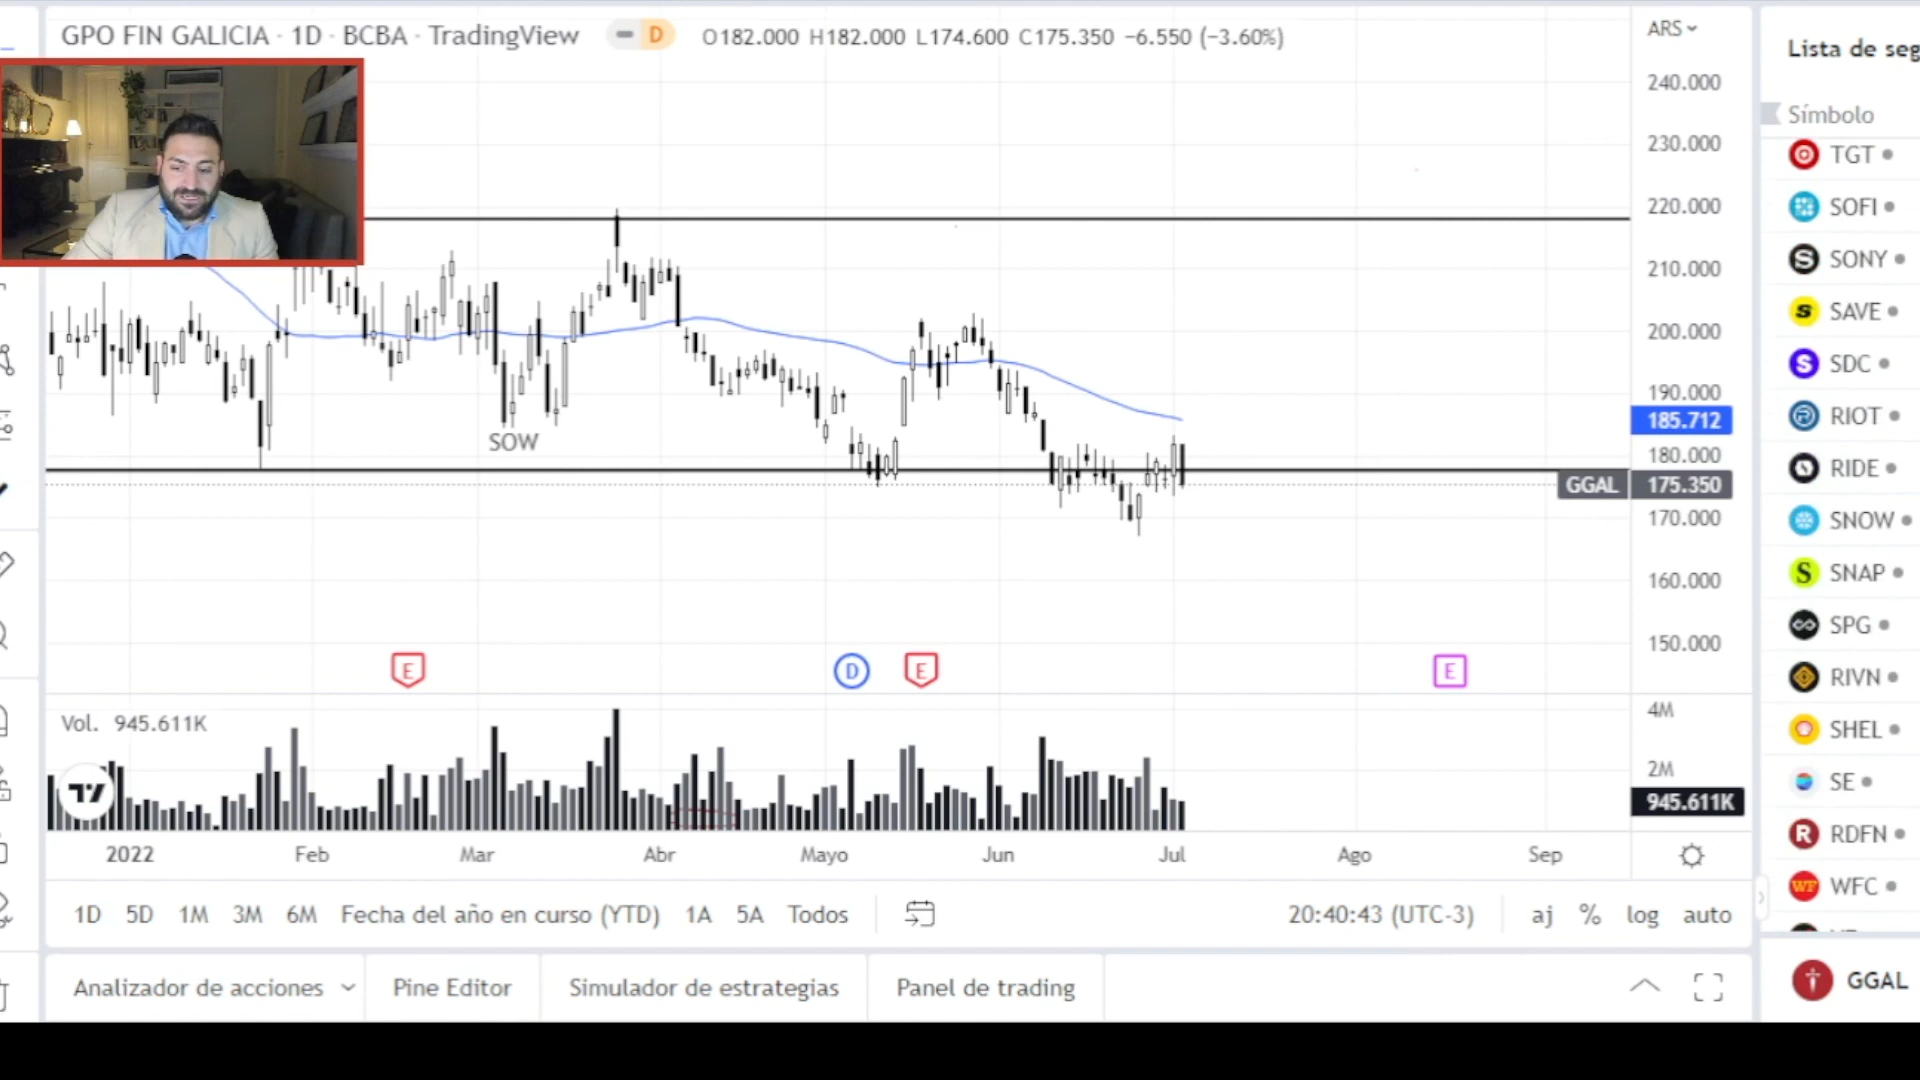 GPO FIN GALICIA · 1D · BCBA · TradingView D O182.000 H182.000 L174.600 C175.350 −6.550 (−3.60%)
ARS
Lista de seg
Símbolo
240.000
230.000
220.000
210.000
200.000
190.000
185.712
180.000
GGAL 175.350
170.000
160.000
150.000
SOW
E D E E
Vol. 945.611K
4M
2M
945.611K
2022 Feb Mar Abr Mayo Jun Jul Ago Sep
1D 5D 1M 3M 6M Fecha del año en curso (YTD) 1A 5A Todos 20:40:43 (UTC-3) aj % log auto
Analizador de acciones Pine Editor Simulador de estrategias Panel de trading
TGT
SOFI
SONY
SAVE
SDC
RIOT
RIDE
SNOW
SNAP
SPG
RIVN
SHEL
SE
RDFN
WFC
GGAL